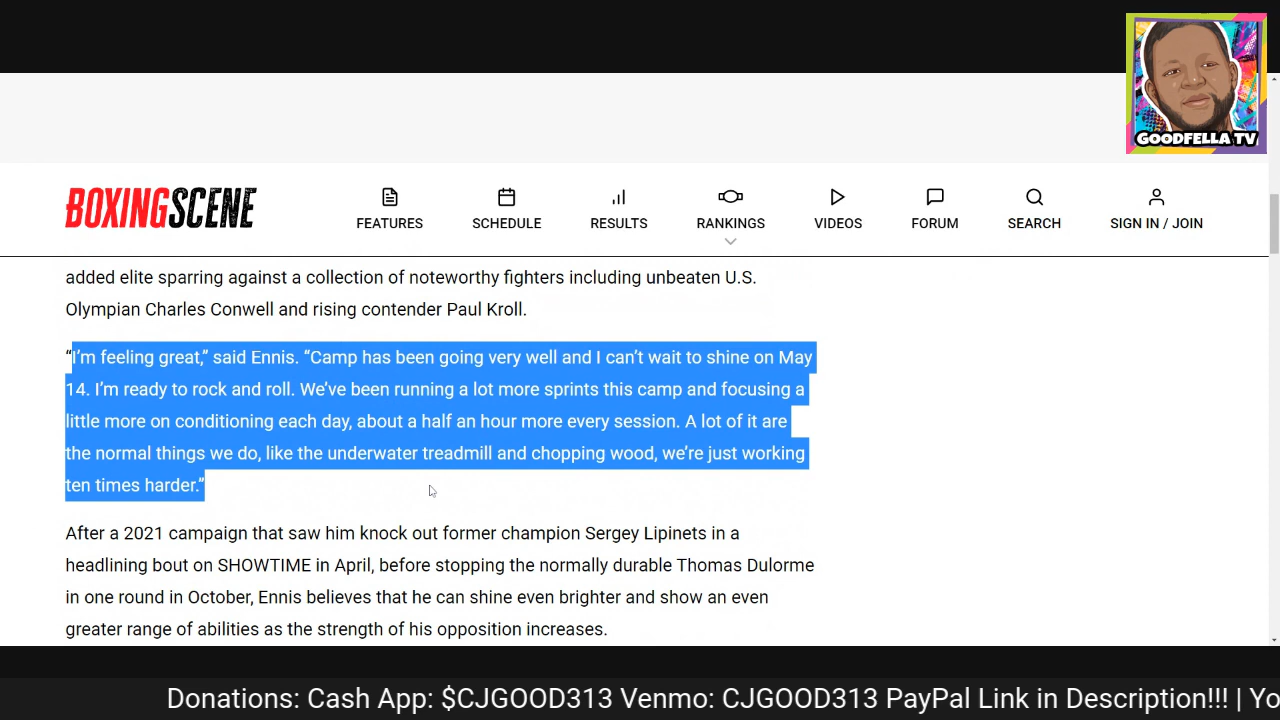 GOODFELLA TV
BOXINGSCENE
FEATURES
SCHEDULE
RESULTS
RANKINGS
VIDEOS
FORUM
SEARCH
SIGN IN / JOIN
added elite sparring against a collection of noteworthy fighters including unbeaten U.S.
Olympian Charles Conwell and rising contender Paul Kroll.
“I’m feeling great,” said Ennis. “Camp has been going very well and I can’t wait to shine on May
14. I’m ready to rock and roll. We’ve been running a lot more sprints this camp and focusing a
little more on conditioning each day, about a half an hour more every session. A lot of it are
the normal things we do, like the underwater treadmill and chopping wood, we’re just working
ten times harder.”
After a 2021 campaign that saw him knock out former champion Sergey Lipinets in a
headlining bout on SHOWTIME in April, before stopping the normally durable Thomas Dulorme
in one round in October, Ennis believes that he can shine even brighter and show an even
greater range of abilities as the strength of his opposition increases.
Donations: Cash App: $CJGOOD313 Venmo: CJGOOD313 PayPal Link in Description!!! | Yo